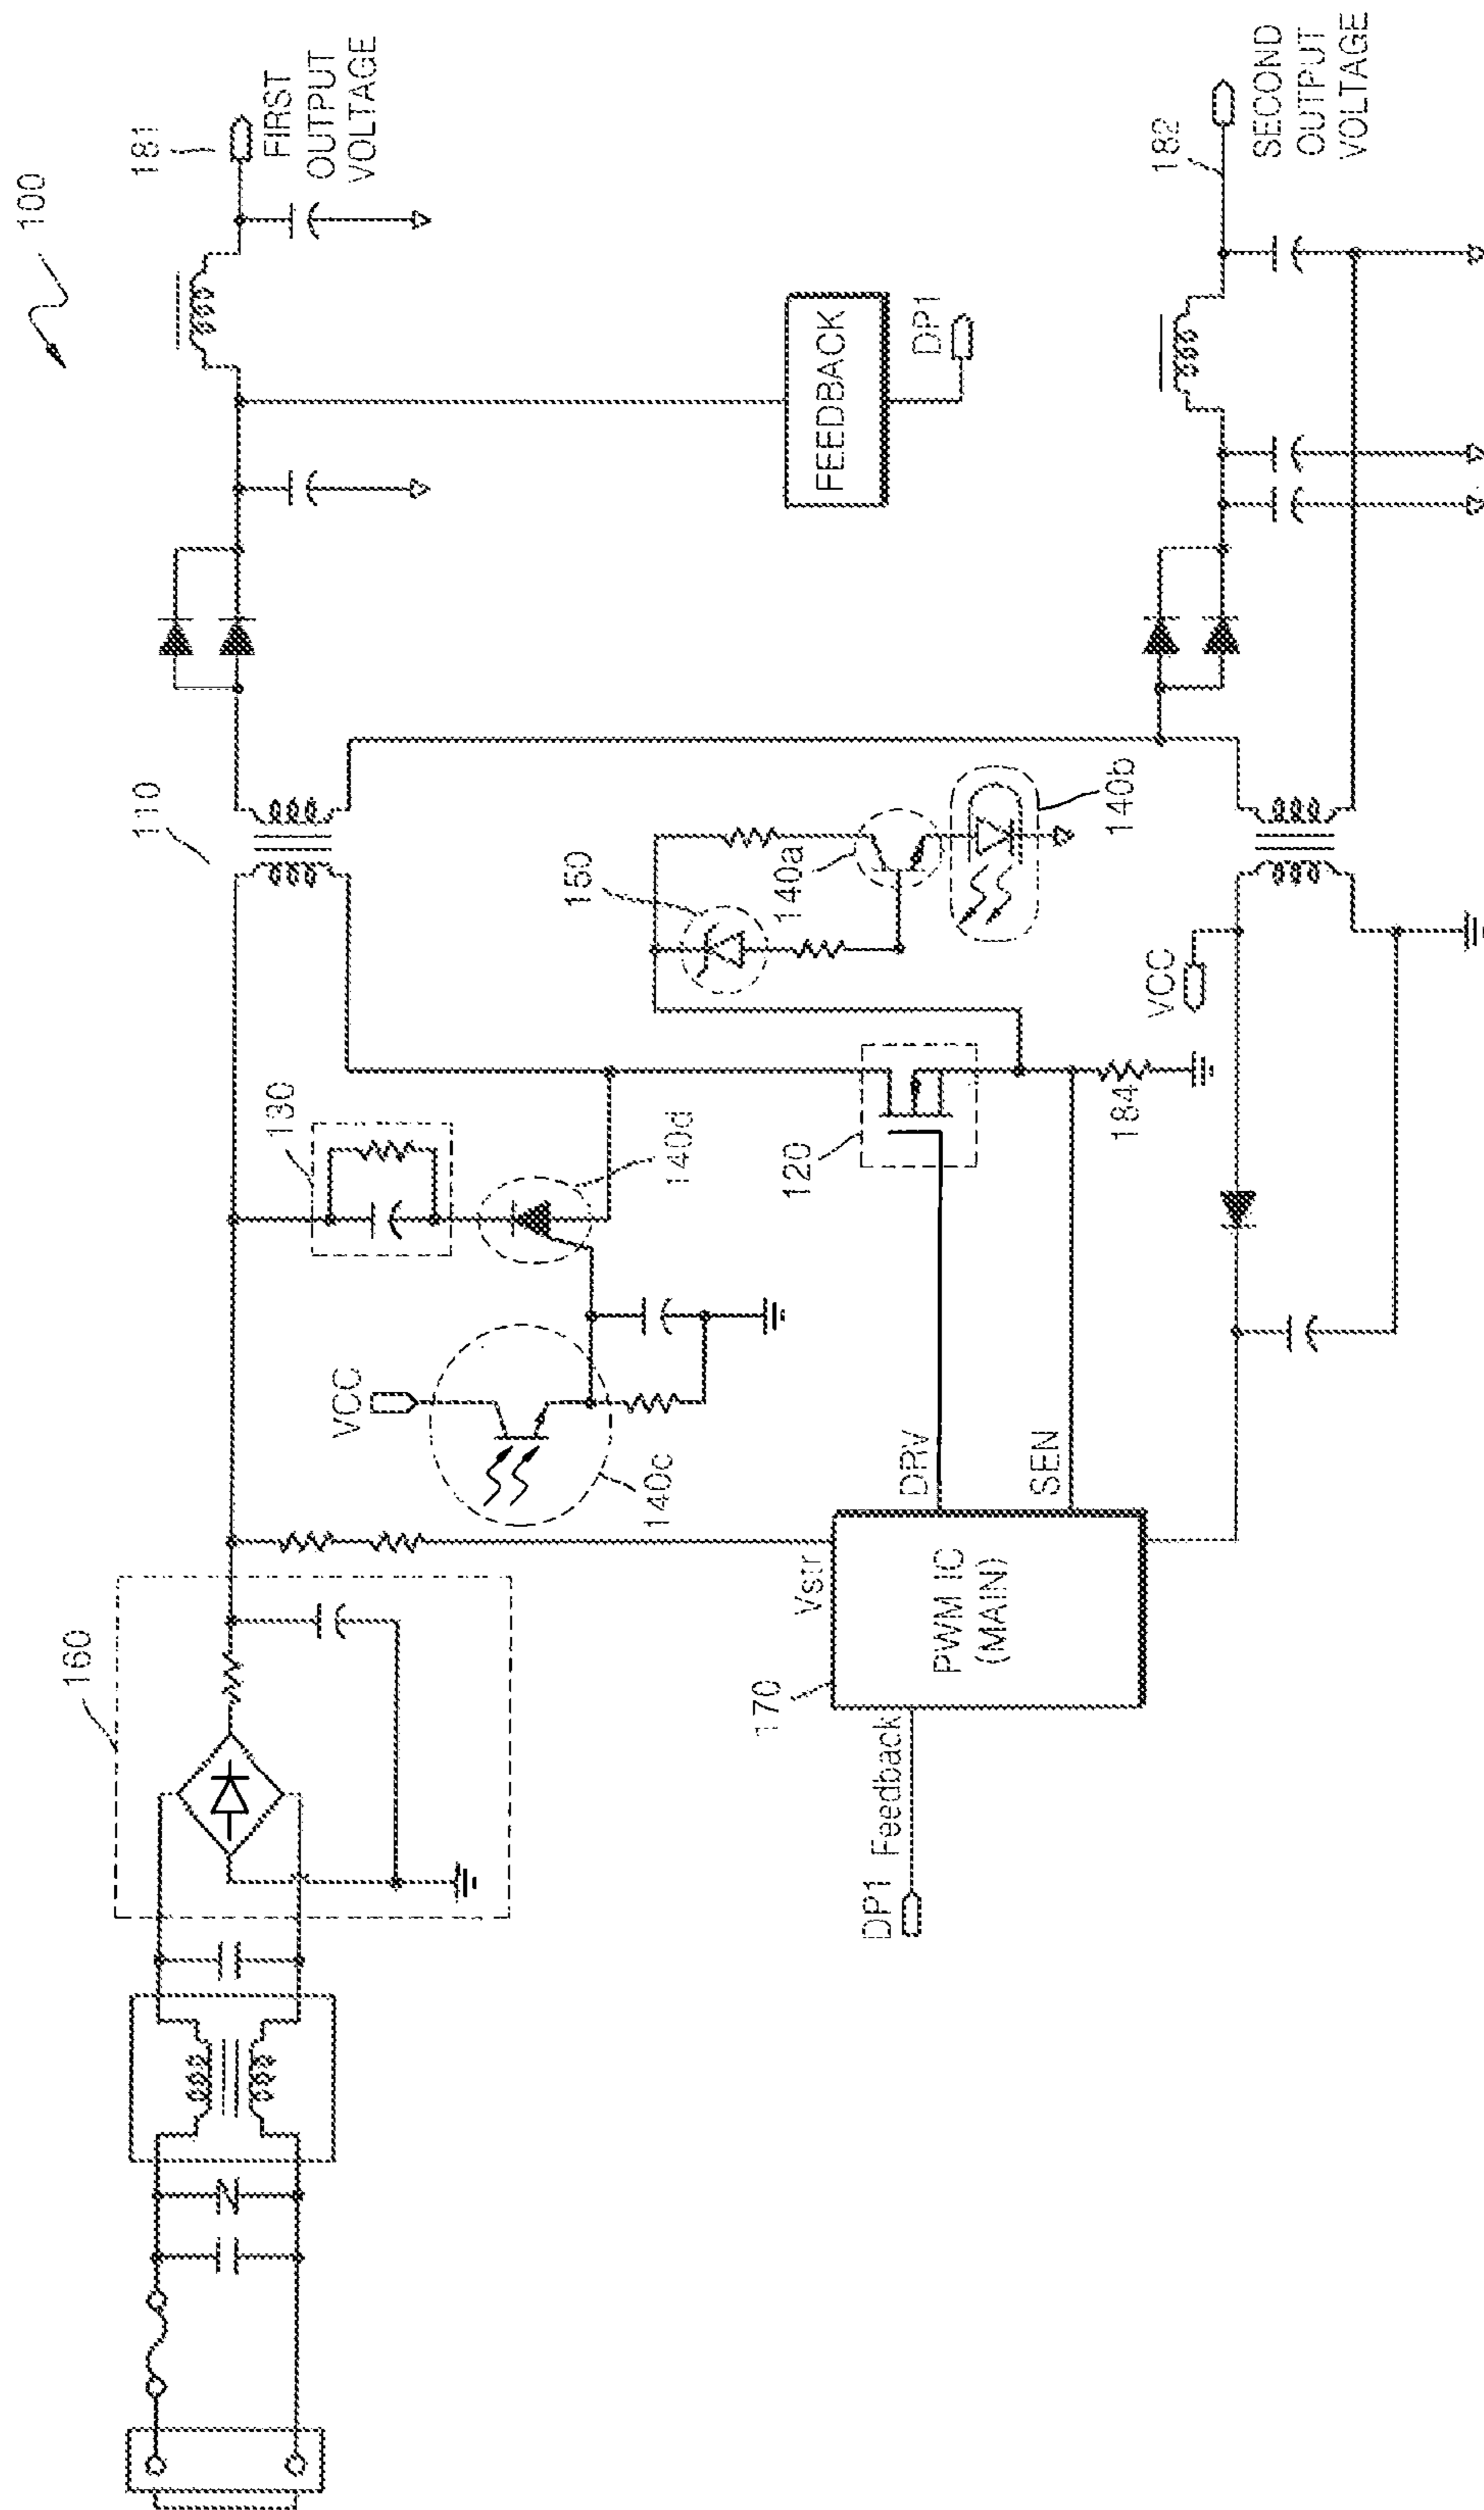 100
181
FIRST
OUTPUT
VOLTAGE
110
160
130
VCC
140c
140d
150
140a
140b
FEEDBACK
DP1
120
184
Vstr
170
PWM IC
(MAIN)
DRV
SEN
DP1
Feedback
VCC
182
SECOND
OUTPUT
VOLTAGE